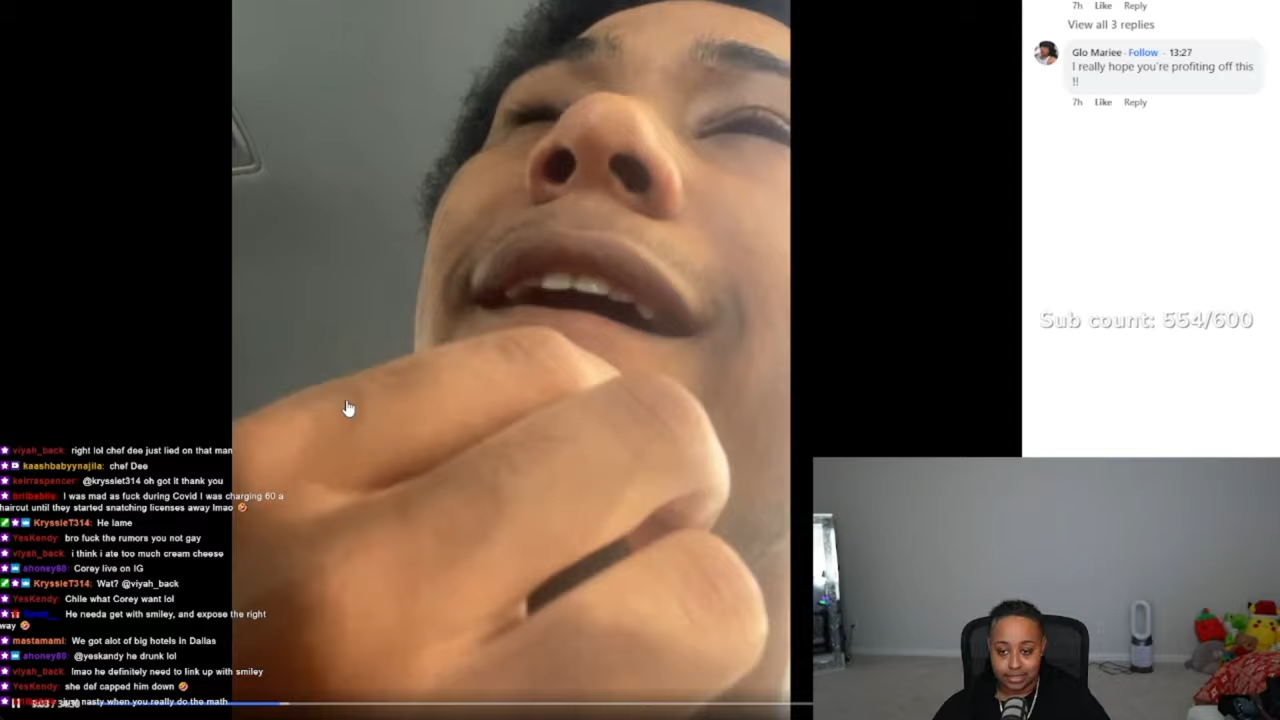 7h Like Reply
View all 3 replies
Glo Mariee · Follow · 13:27
I really hope you're profiting off this
!!
7h Like Reply
Sub count: 554/600
viyah_back: right lol chef dee just lied on that man
kaashbabyynajila: chef Dee
keirraspencer: @kryssiet314 oh got it thank you
I was mad as fuck during Covid I was charging 60 a
haircut until they started snatching licenses away lmao 🤣
KryssieT314: He lame
YesKendy: bro fuck the rumors you not gay
viyah_back: i think i ate too much cream cheese
ahoney80: Corey live on IG
KryssieT314: Wat? @viyah_back
YesKendy: Chile what Corey want lol
He needa get with smiley, and expose the right
way 🤣
mastamami: We got alot of big hotels in Dallas
ahoney80: @yeskendy he drunk lol
viyah_back: lmao he definitely need to link up with smiley
YesKendy: she def capped him down 🤣
nasty when you really do the math